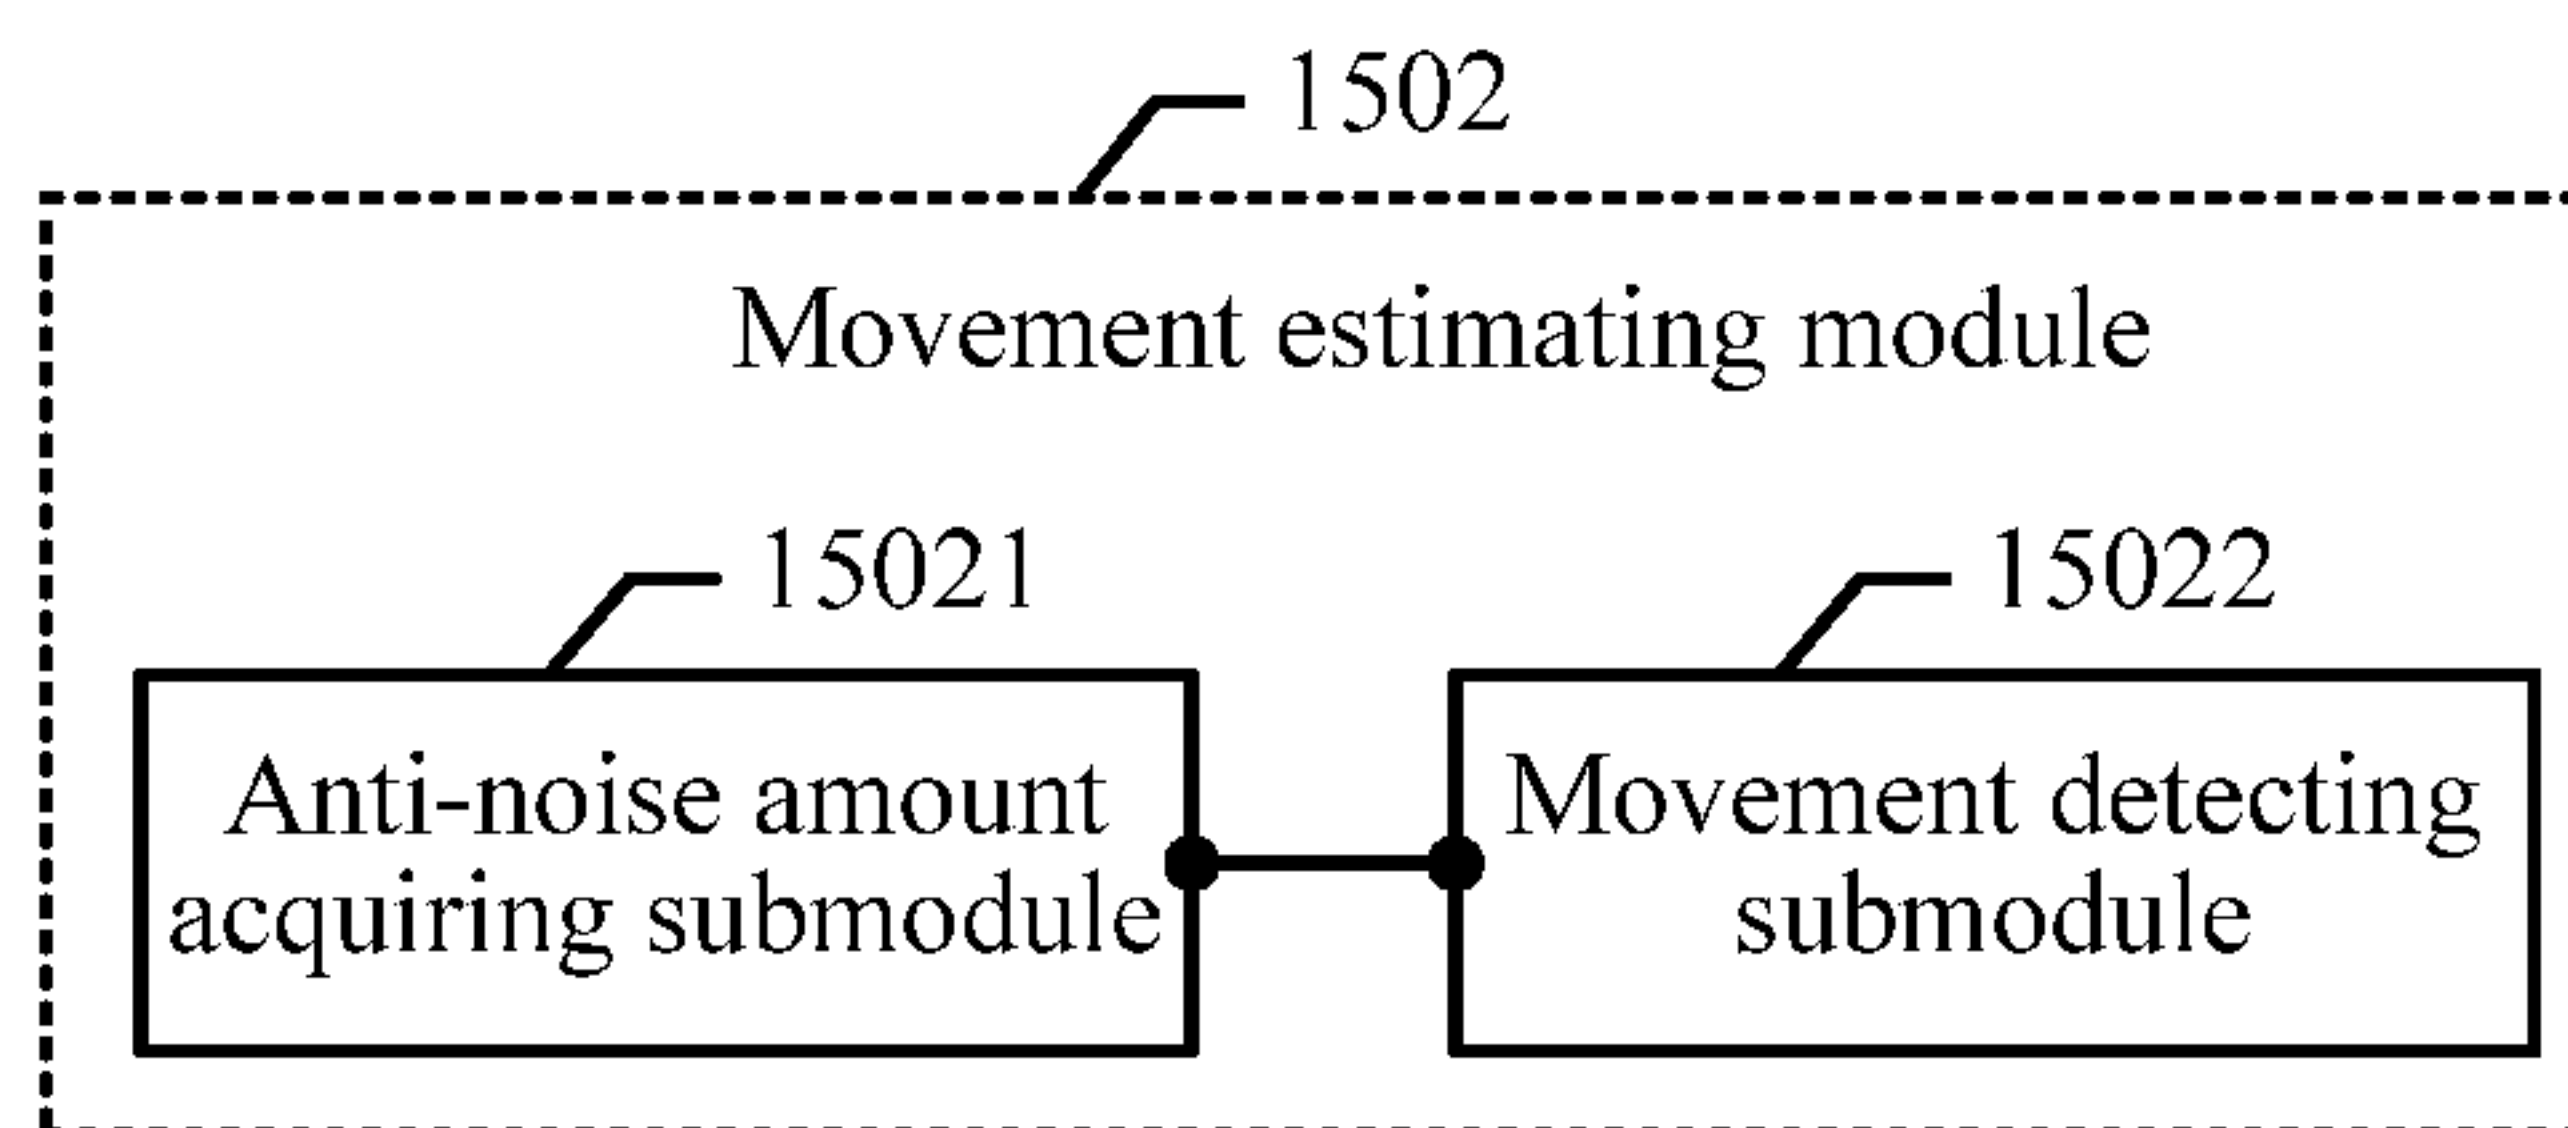 1502
Movement estimating module
15021
15022
Anti-noise amount
acquiring submodule
Movement detecting
submodule